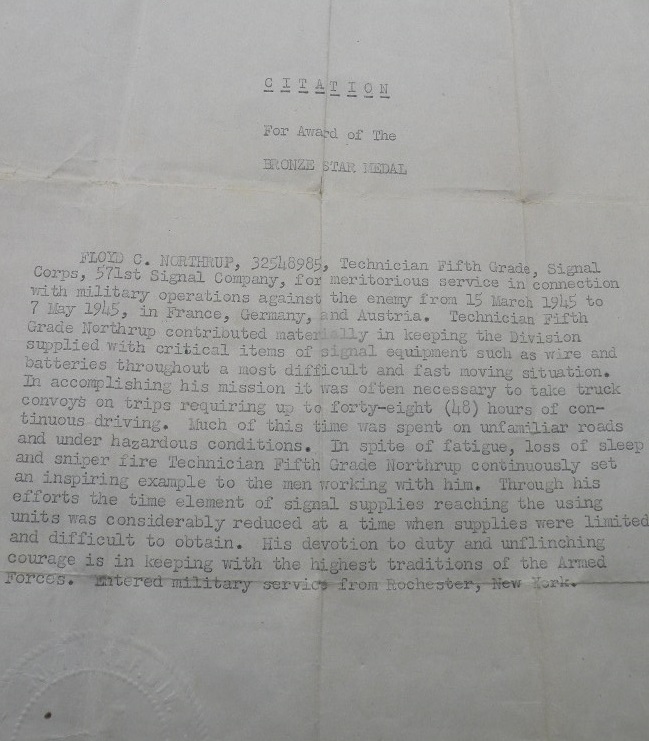 C I T A T I O N
For Award of The
BRONZE STAR MEDAL
FLOYD C. NORTHRUP, 32548985, Technician Fifth Grade, Signal
Corps, 571st Signal Company, for meritorious service in connection
with military operations against the enemy from 15 March 1945 to
7 May 1945, in France, Germany, and Austria. Technician Fifth
Grade Northrup contributed materially in keeping the Division
supplied with critical items of signal equipment such as wire and
batteries throughout a most difficult and fast moving situation.
In accomplishing his mission it was often necessary to take truck
convoys on trips requiring up to forty-eight (48) hours of con-
tinuous driving. Much of this time was spent on unfamiliar roads
and under hazardous conditions. In spite of fatigue, loss of sleep
and sniper fire Technician Fifth Grade Northrup continuously set
an inspiring example to the men working with him. Through his
efforts the time element of signal supplies reaching the using
units was considerably reduced at a time when supplies were limited
and difficult to obtain. His devotion to duty and unflinching
courage is in keeping with the highest traditions of the Armed
Forces. Entered military service from Rochester, New York.